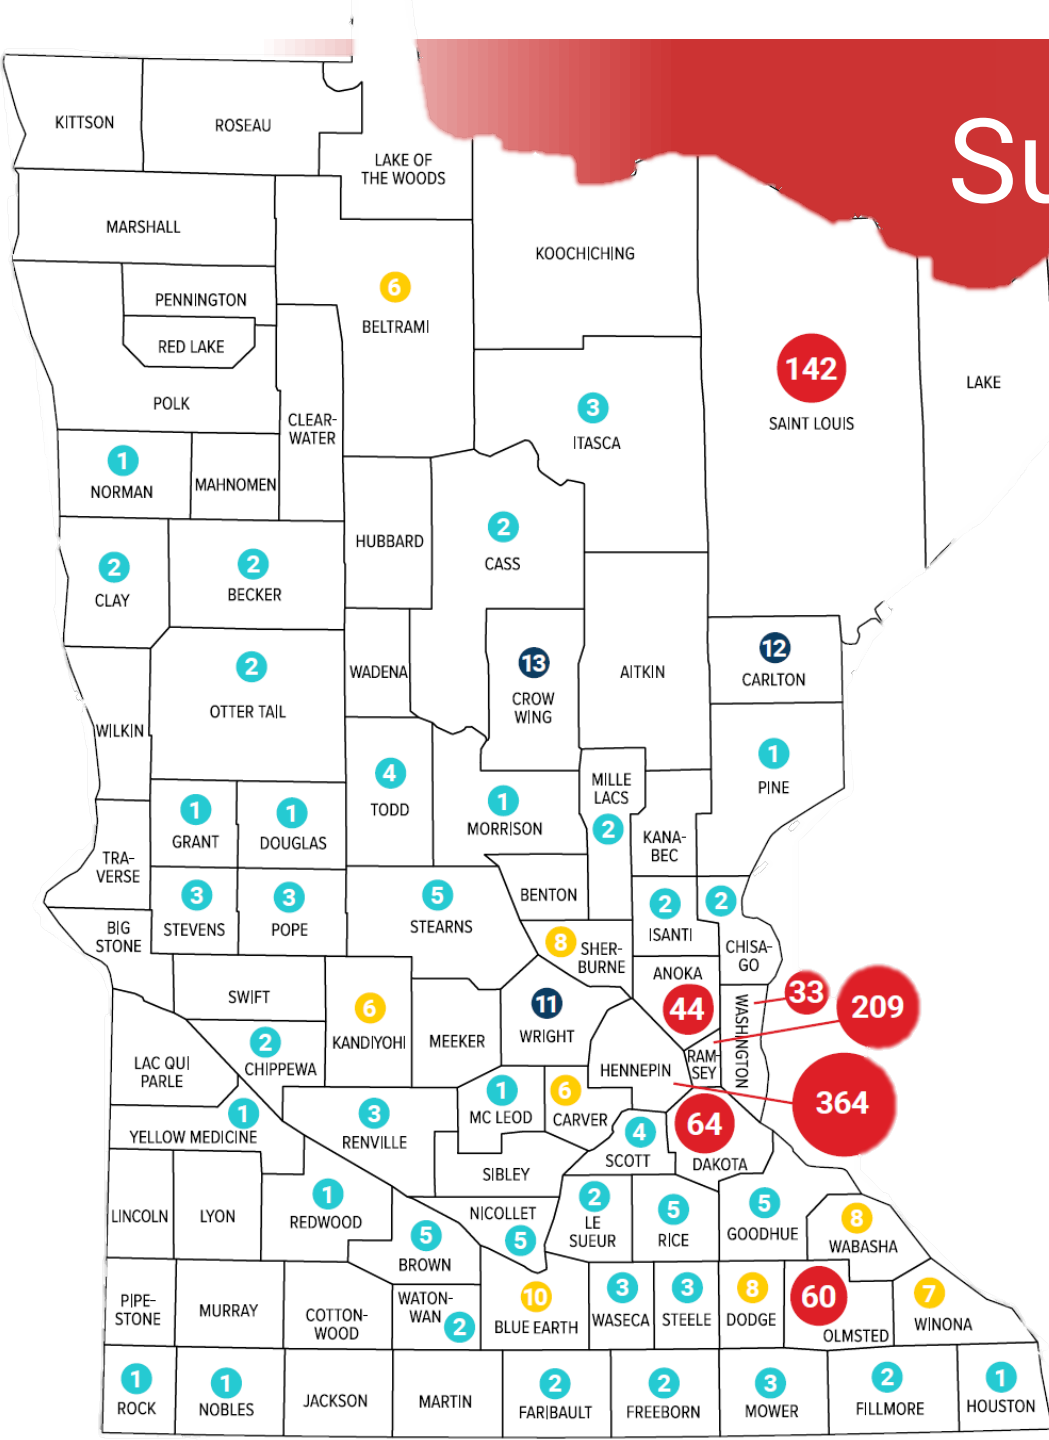 Su
KITTSON
ROSEAU
LAKE OF
THE WOODS
MARSHALL
KOOCHICHING
PENNINGTON
6
BELTRAMI
RED LAKE
142
SAINT LOUIS
LAKE
POLK
CLEAR-
WATER
3
ITASCA
1
NORMAN
MAHNOMEN
HUBBARD
2
CASS
2
CLAY
2
BECKER
2
OTTER TAIL
WADENA
13
CROW
WING
AITKIN
12
CARLTON
WILKIN
4
TODD
1
MORRISON
MILLE
LACS
2
1
PINE
1
GRANT
1
DOUGLAS
KANA-
BEC
TRA-
VERSE
3
STEVENS
3
POPE
5
STEARNS
BENTON
2
ISANTI
2
CHISA-
GO
BIG
STONE
8
SHER-
BURNE
ANOKA
44
WASHINGTON
33
209
SWIFT
6
KANDIYOHI
MEEKER
11
WRIGHT
HENNEPIN
RAM-
SEY
364
LAC QUI
PARLE
2
CHIPPEWA
1
YELLOW MEDICINE
3
RENVILLE
1
MC LEOD
6
CARVER
4
SCOTT
64
DAKOTA
SIBLEY
LINCOLN
LYON
1
REDWOOD
NICOLLET
5
2
LE
SUEUR
5
RICE
5
GOODHUE
8
WABASHA
5
BROWN
PIPE-
STONE
MURRAY
COTTON-
WOOD
WATON-
WAN
2
10
BLUE EARTH
3
WASECA
3
STEELE
8
DODGE
60
OLMSTED
7
WINONA
1
ROCK
1
NOBLES
JACKSON
MARTIN
2
FARIBAULT
2
FREEBORN
3
MOWER
2
FILLMORE
1
HOUSTON